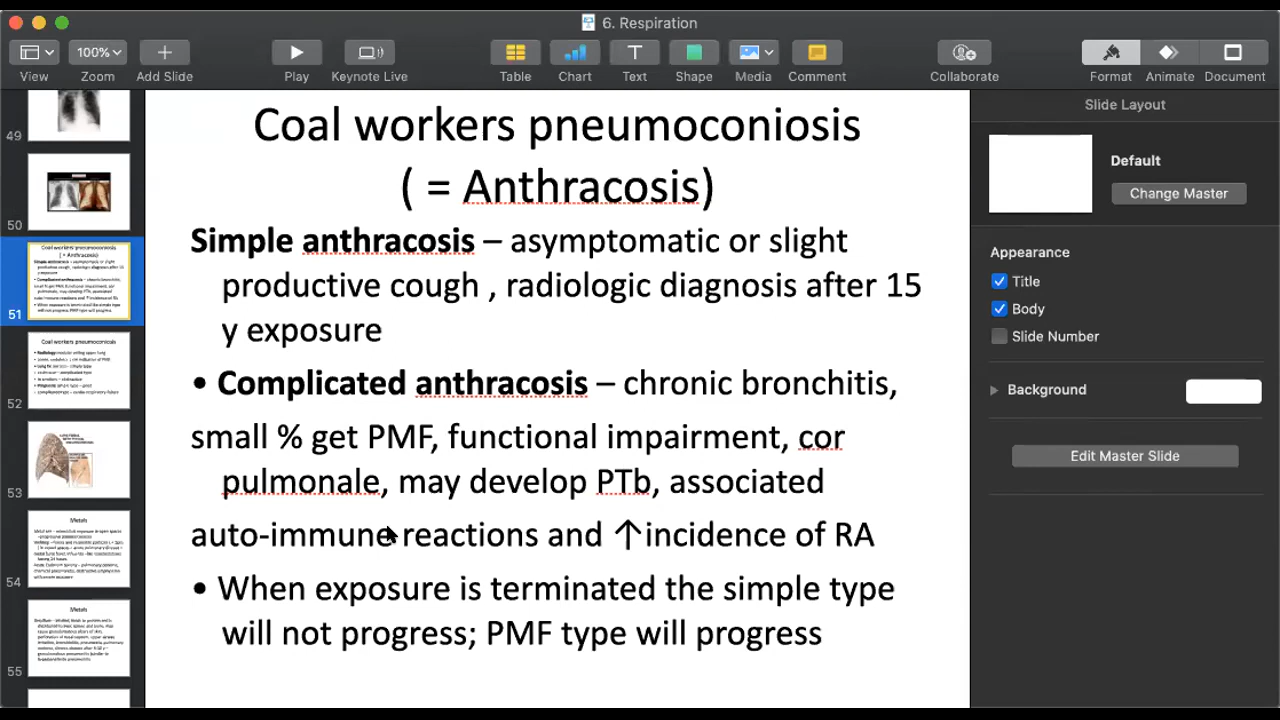 6. Respiration
View
100%
Zoom
Add Slide
Play
Keynote Live
Table
Chart
Text
Shape
Media
Comment
Collaborate
Format
Animate
Document
49
50
51
52
53
54
55
Coal workers pneumoconiosis
( = Anthracosis)
Simple anthracosis – asymptomatic or slight
productive cough , radiologic diagnosis after 15
y exposure
• Complicated anthracosis – chronic bronchitis,
small % get PMF, functional impairment, cor
pulmonale, may develop PTb, associated
auto-immune reactions and ↑incidence of RA
• When exposure is terminated the simple type
will not progress; PMF type will progress
Slide Layout
Default
Change Master
Appearance
Title
Body
Slide Number
Background
Edit Master Slide
Coal workers pneumoconiosis
( = Anthracosis)
Coal workers pneumoconiosis
Metals
Metals